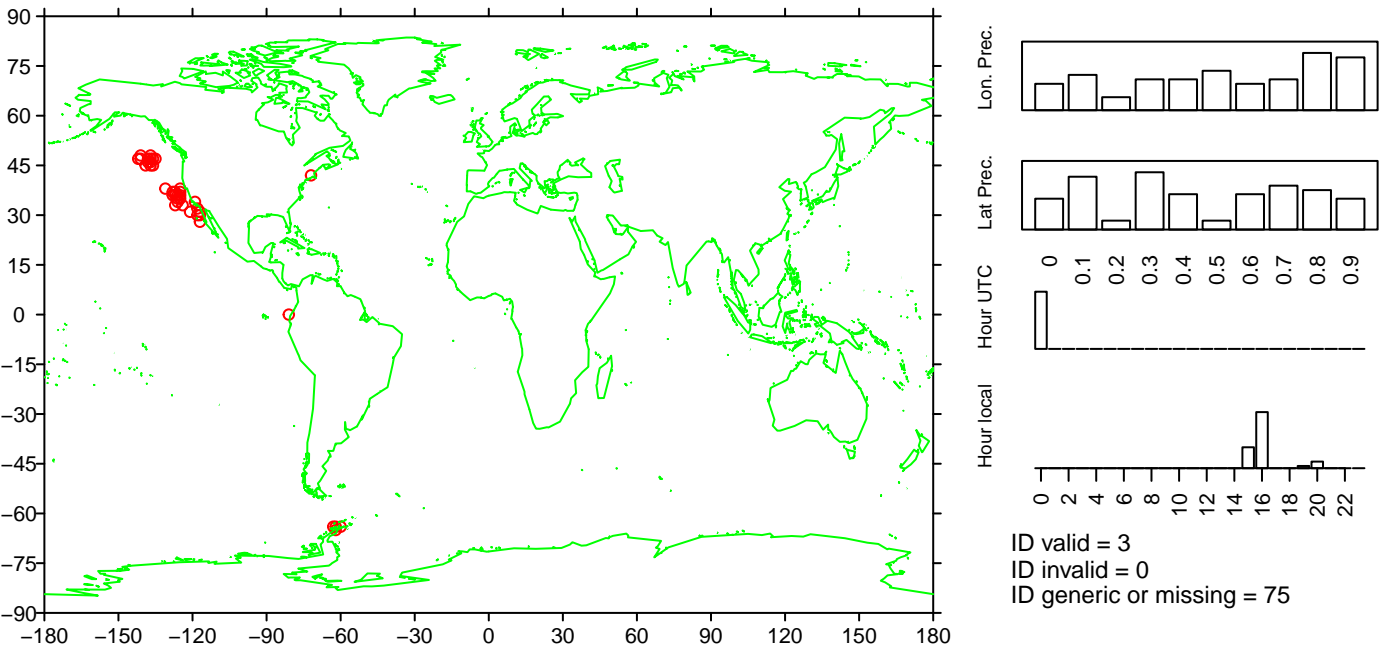 90
75
60
45
30
15
0
−15
−30
−45
−60
−75
−90
−180 −150 −120 −90 −60 −30 0 30 60 90 120 150 180
Lon. Prec.
Lat Prec.
0 0.1 0.2 0.3 0.4 0.5 0.6 0.7 0.8 0.9
Hour UTC
Hour local
0 2 4 6 8 10 12 14 16 18 20 22
ID valid = 3
ID invalid = 0
ID generic or missing = 75